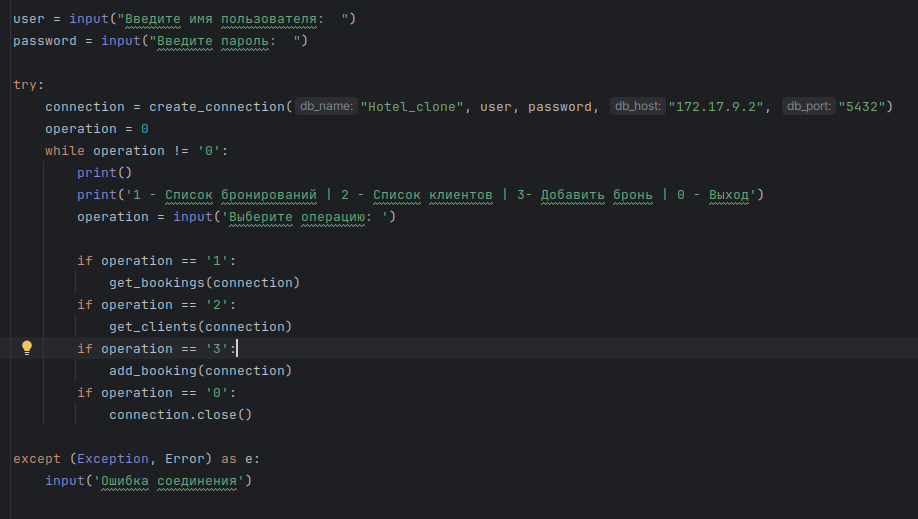 user = input("Введите имя пользователя:  ")
password = input("Введите пароль:  ")
try:
connection = create_connection( db_name: "Hotel_clone", user, password, db_host: "172.17.9.2", db_port: "5432")
operation = 0
while operation != '0':
print()
print('1 - Список бронирований | 2 - Список клиентов | 3- Добавить бронь | 0 - Выход')
operation = input('Выберите операцию: ')
if operation == '1':
get_bookings(connection)
if operation == '2':
get_clients(connection)
if operation == '3':
add_booking(connection)
if operation == '0':
connection.close()
except (Exception, Error) as e:
input('Ошибка соединения')